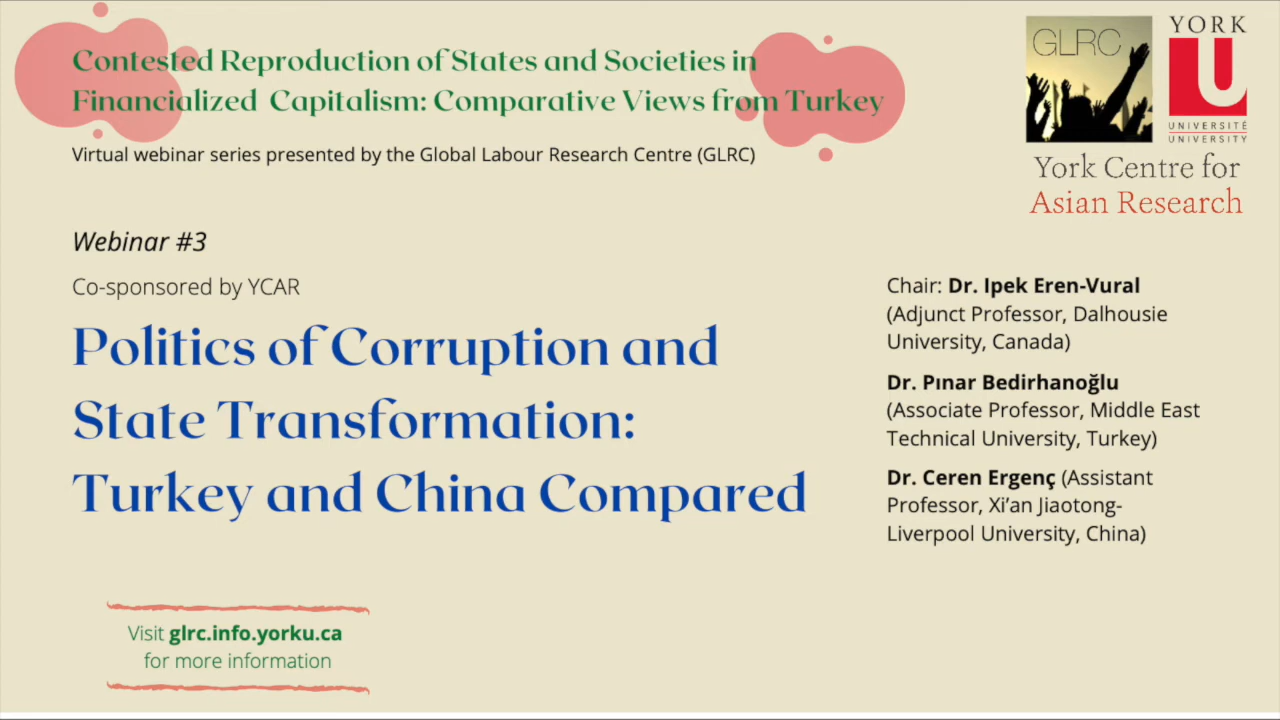 Contested Reproduction of States and Societies in
Financialized Capitalism: Comparative Views from Turkey
Virtual webinar series presented by the Global Labour Research Centre (GLRC)
GLRC
YORK
U
UNIVERSITÉ
UNIVERSITY
York Centre for
Asian Research
Webinar #3
Co-sponsored by YCAR
Politics of Corruption and
State Transformation:
Turkey and China Compared
Chair: Dr. Ipek Eren-Vural
(Adjunct Professor, Dalhousie
University, Canada)
Dr. Pınar Bedirhanoğlu
(Associate Professor, Middle East
Technical University, Turkey)
Dr. Ceren Ergenç (Assistant
Professor, Xi’an Jiaotong-
Liverpool University, China)
Visit glrc.info.yorku.ca
for more information